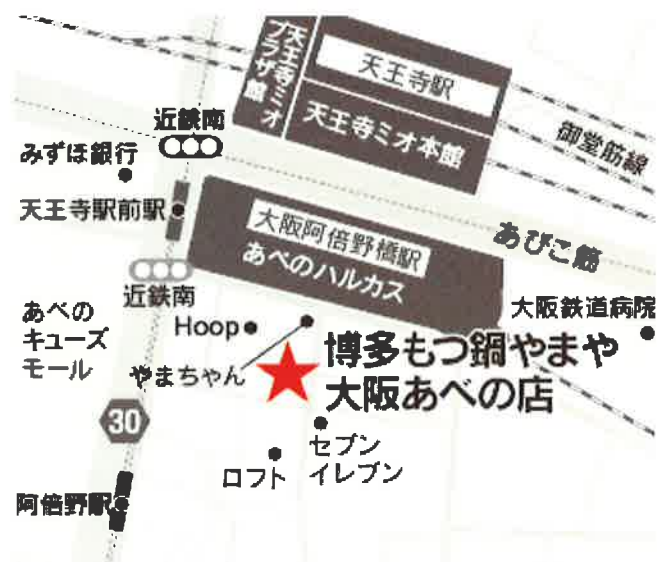 天王寺ミオ
プラザ館
天王寺駅
天王寺ミオ本館
御堂筋線
近鉄南
みずほ銀行
天王寺駅前駅
大阪阿倍野橋駅
あべのハルカス
あびこ筋
近鉄南
大阪鉄道病院
あべの
キューズ
モール
Hoop
やまちゃん
博多もつ鍋やまや
大阪あべの店
30
セブン
イレブン
ロフト
阿倍野駅